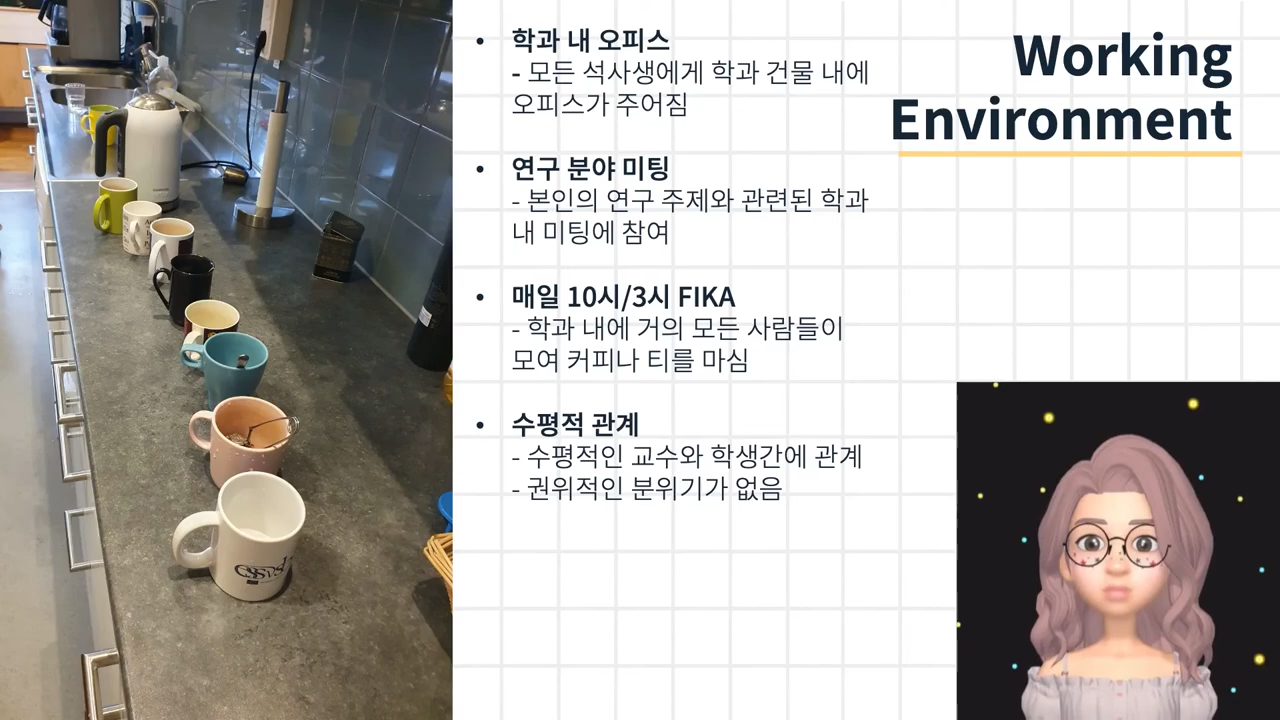 Working
Environment
• 학과 내 오피스
- 모든 석사생에게 학과 건물 내에
오피스가 주어짐
• 연구 분야 미팅
- 본인의 연구 주제와 관련된 학과
내 미팅에 참여
• 매일 10시/3시 FIKA
- 학과 내에 거의 모든 사람들이
모여 커피나 티를 마심
• 수평적 관계
- 수평적인 교수와 학생간에 관계
- 권위적인 분위기가 없음